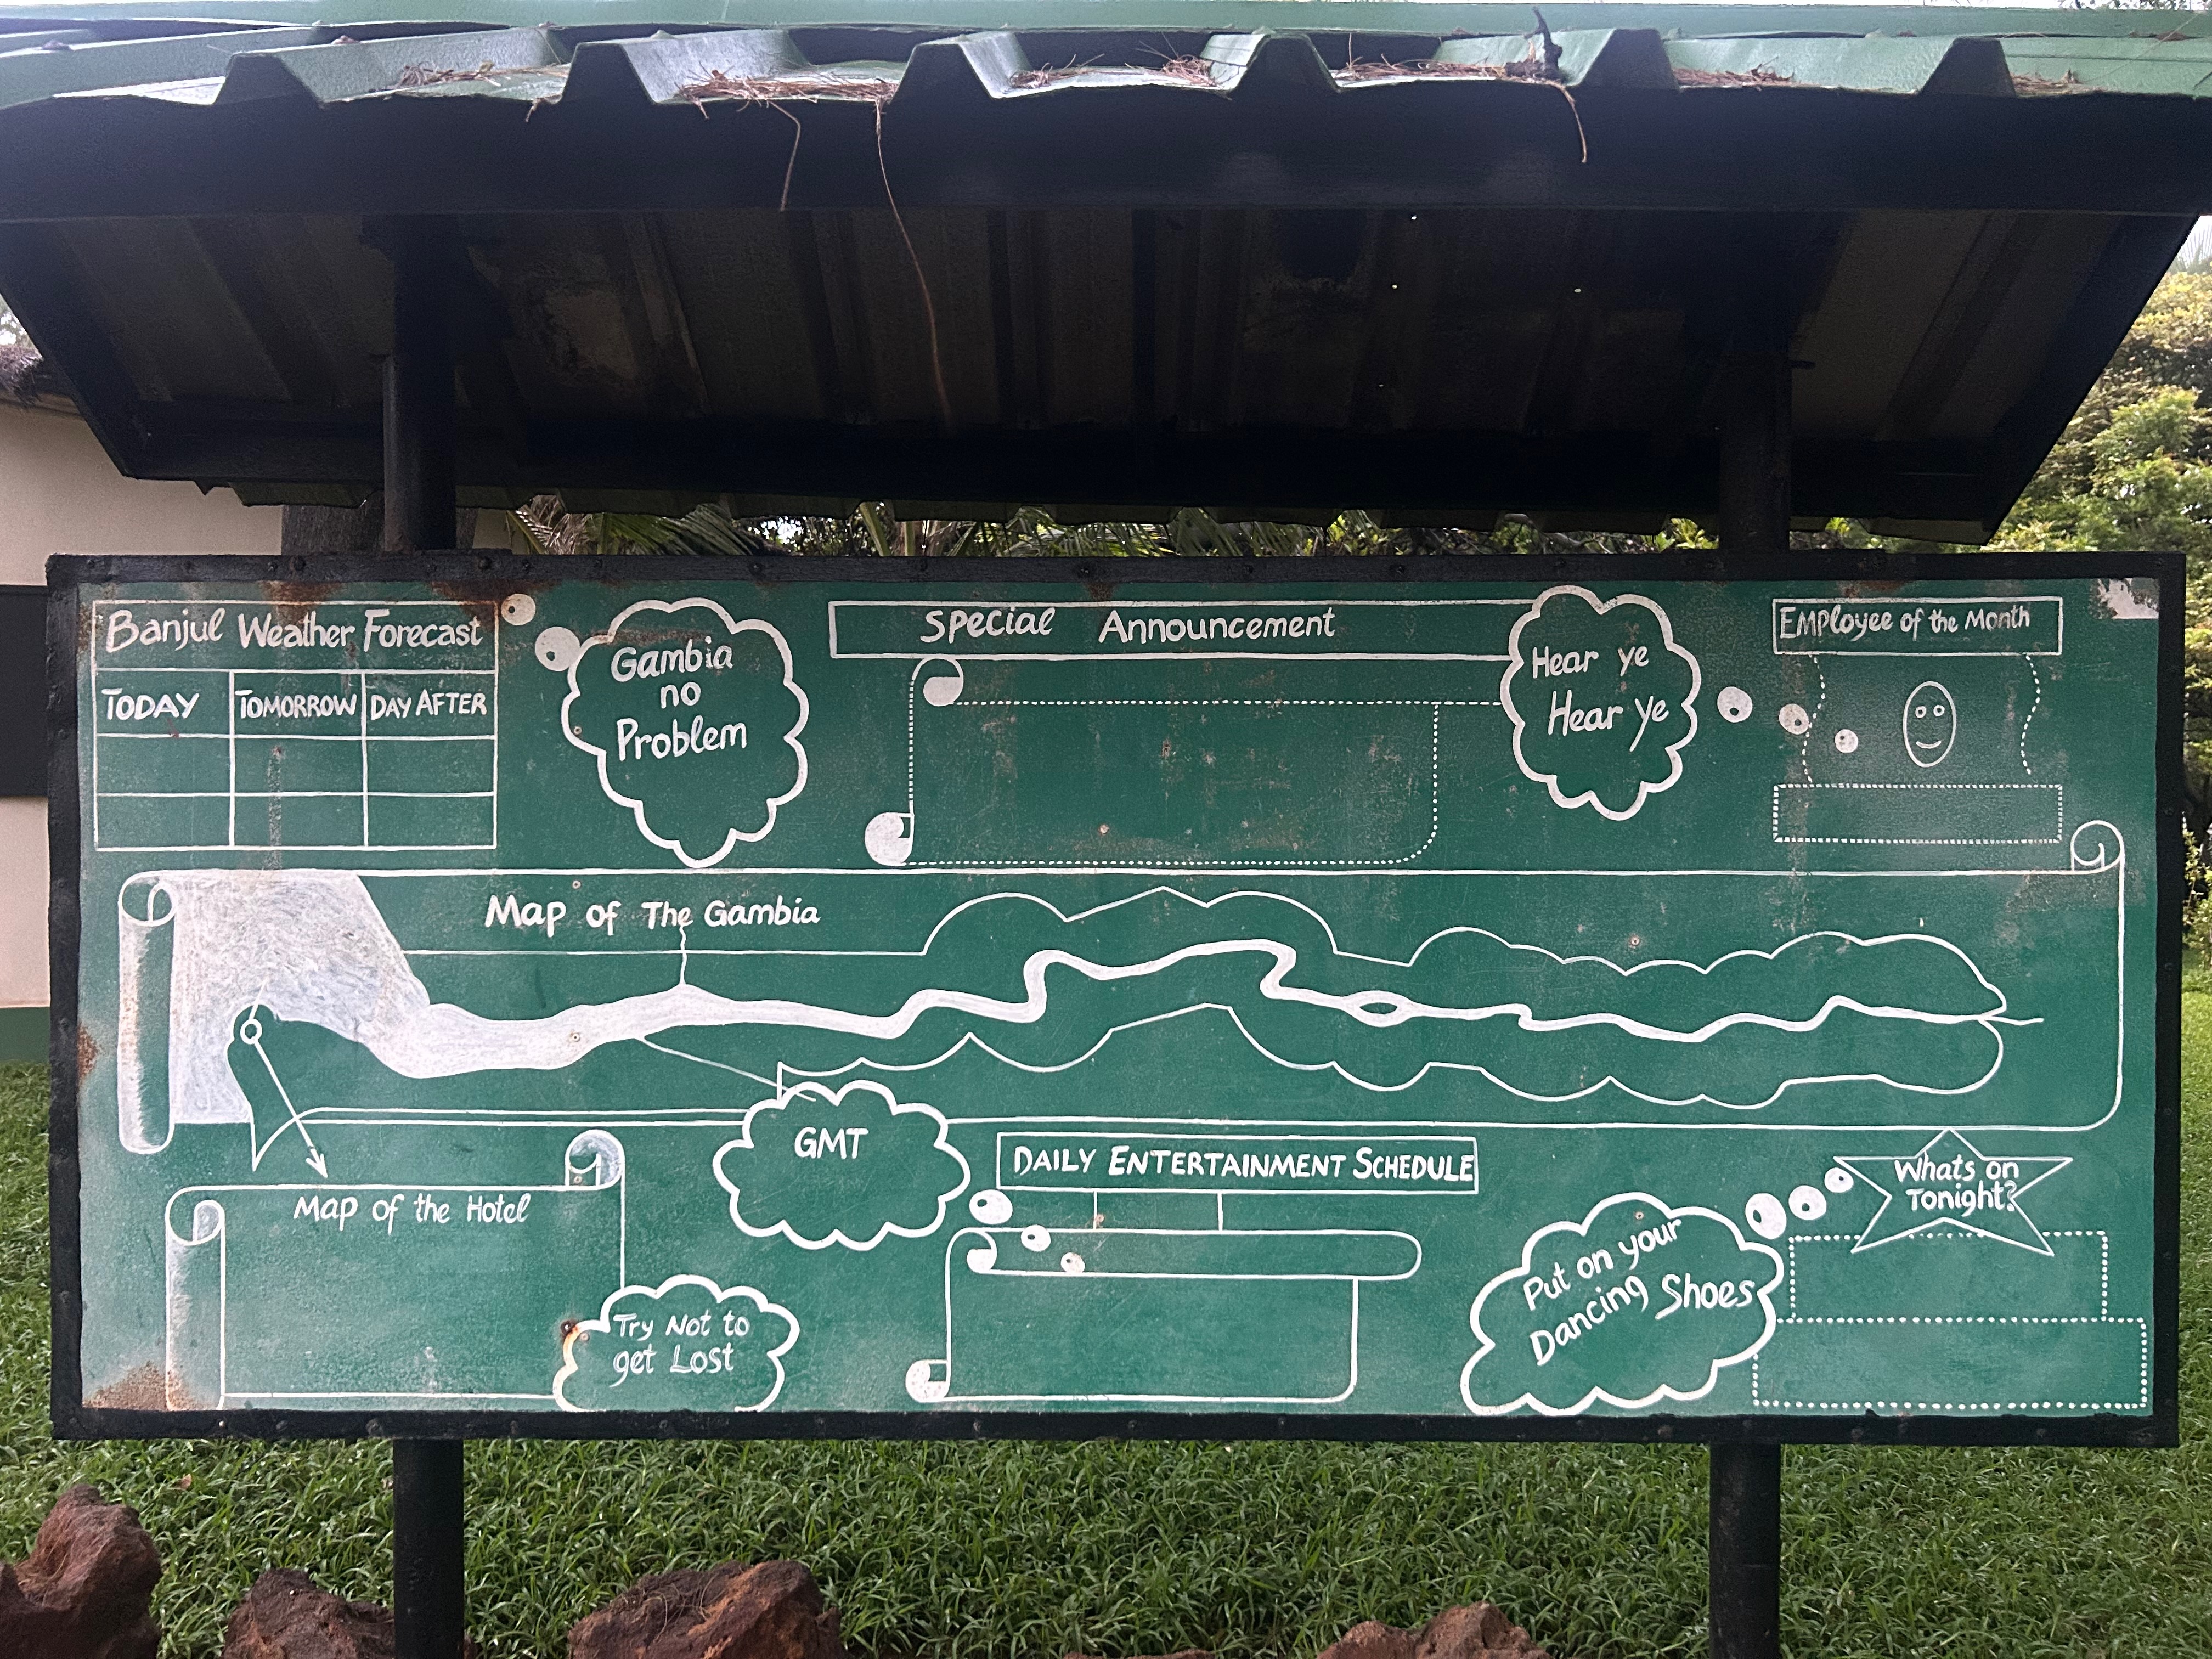 Banjul Weather Forecast
TODAY TOMORROW DAY AFTER
Gambia
no
Problem
Special Announcement
Hear ye
Hear Ye
Employee of the Month
Map of The Gambia
GMT
Map of the Hotel
Try Not to
get Lost
DAILY ENTERTAINMENT SCHEDULE
Put on your
Dancing Shoes
Whats on
Tonight?